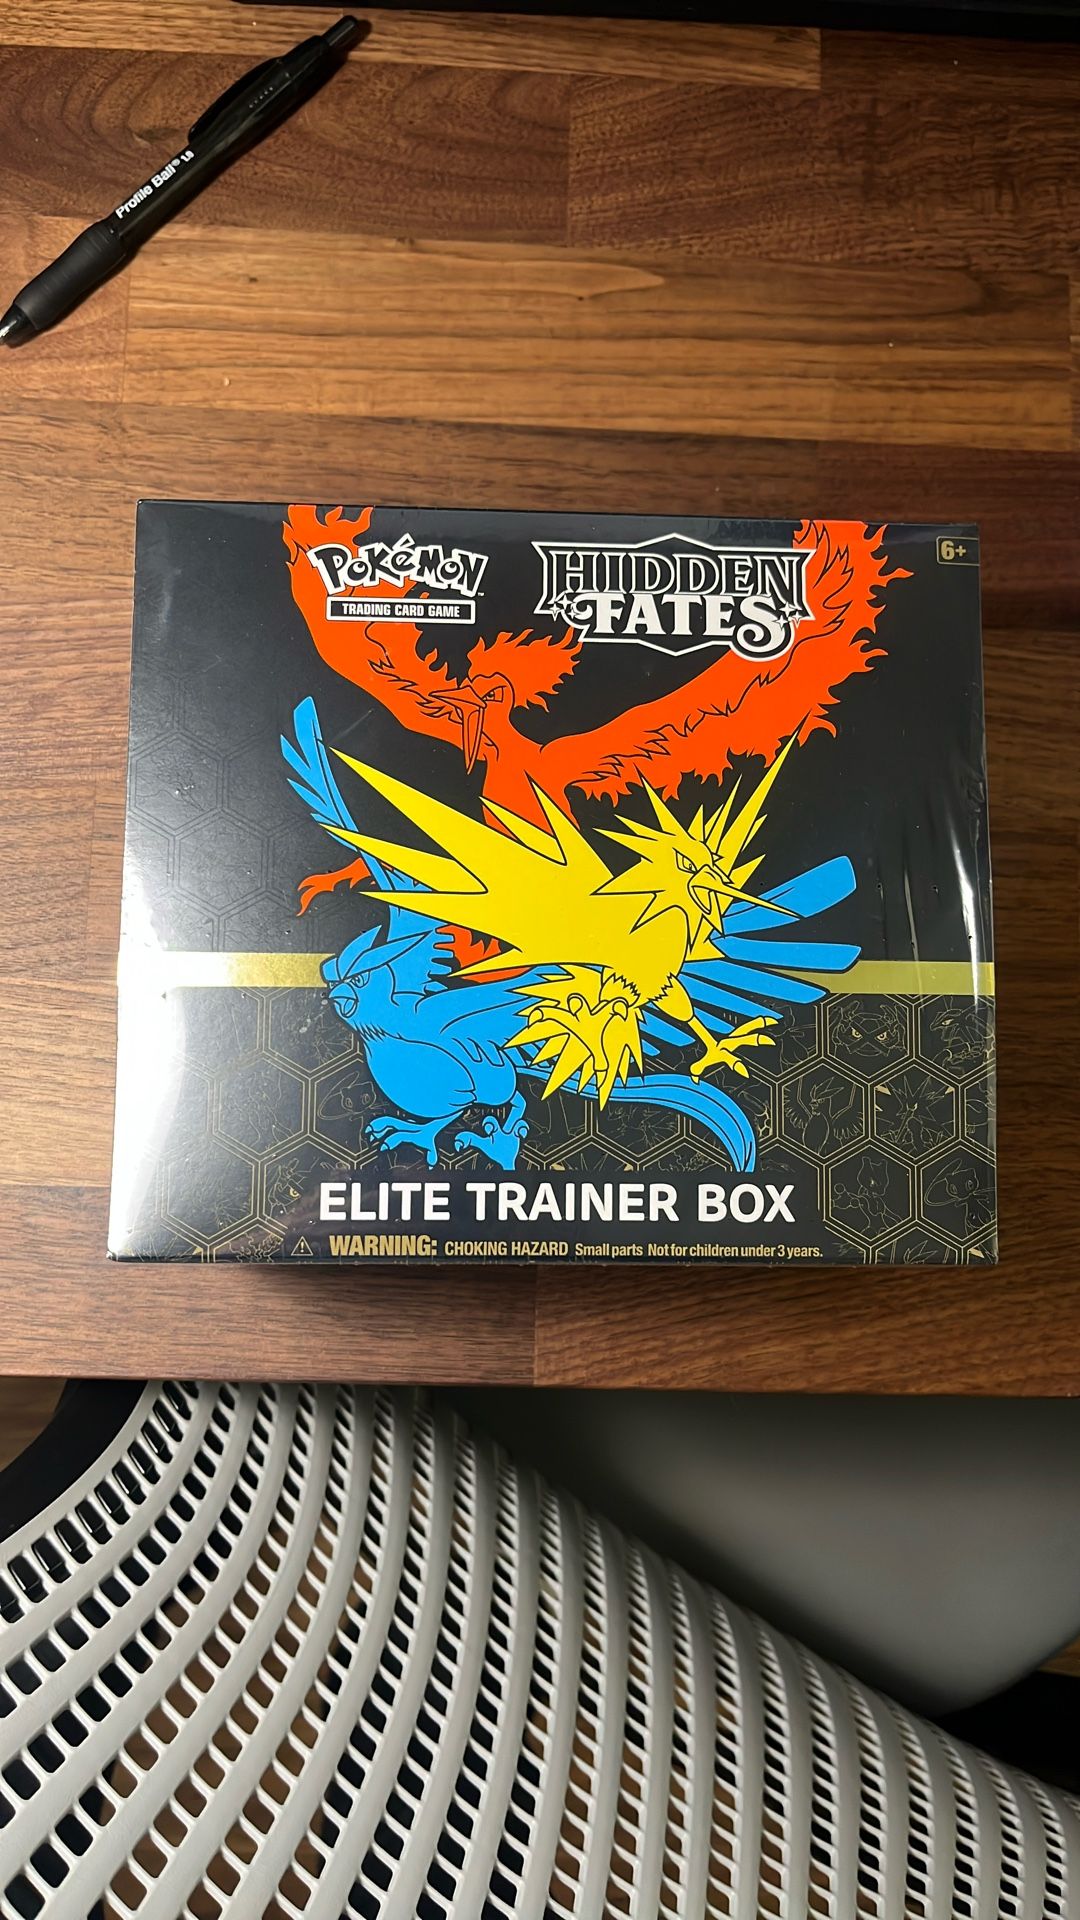 Profile Ball® 1.0
POKéMON™
TRADING CARD GAME
HIDDEN
FATES
6+
ELITE TRAINER BOX
WARNING: CHOKING HAZARD Small parts Not for children under 3 years.